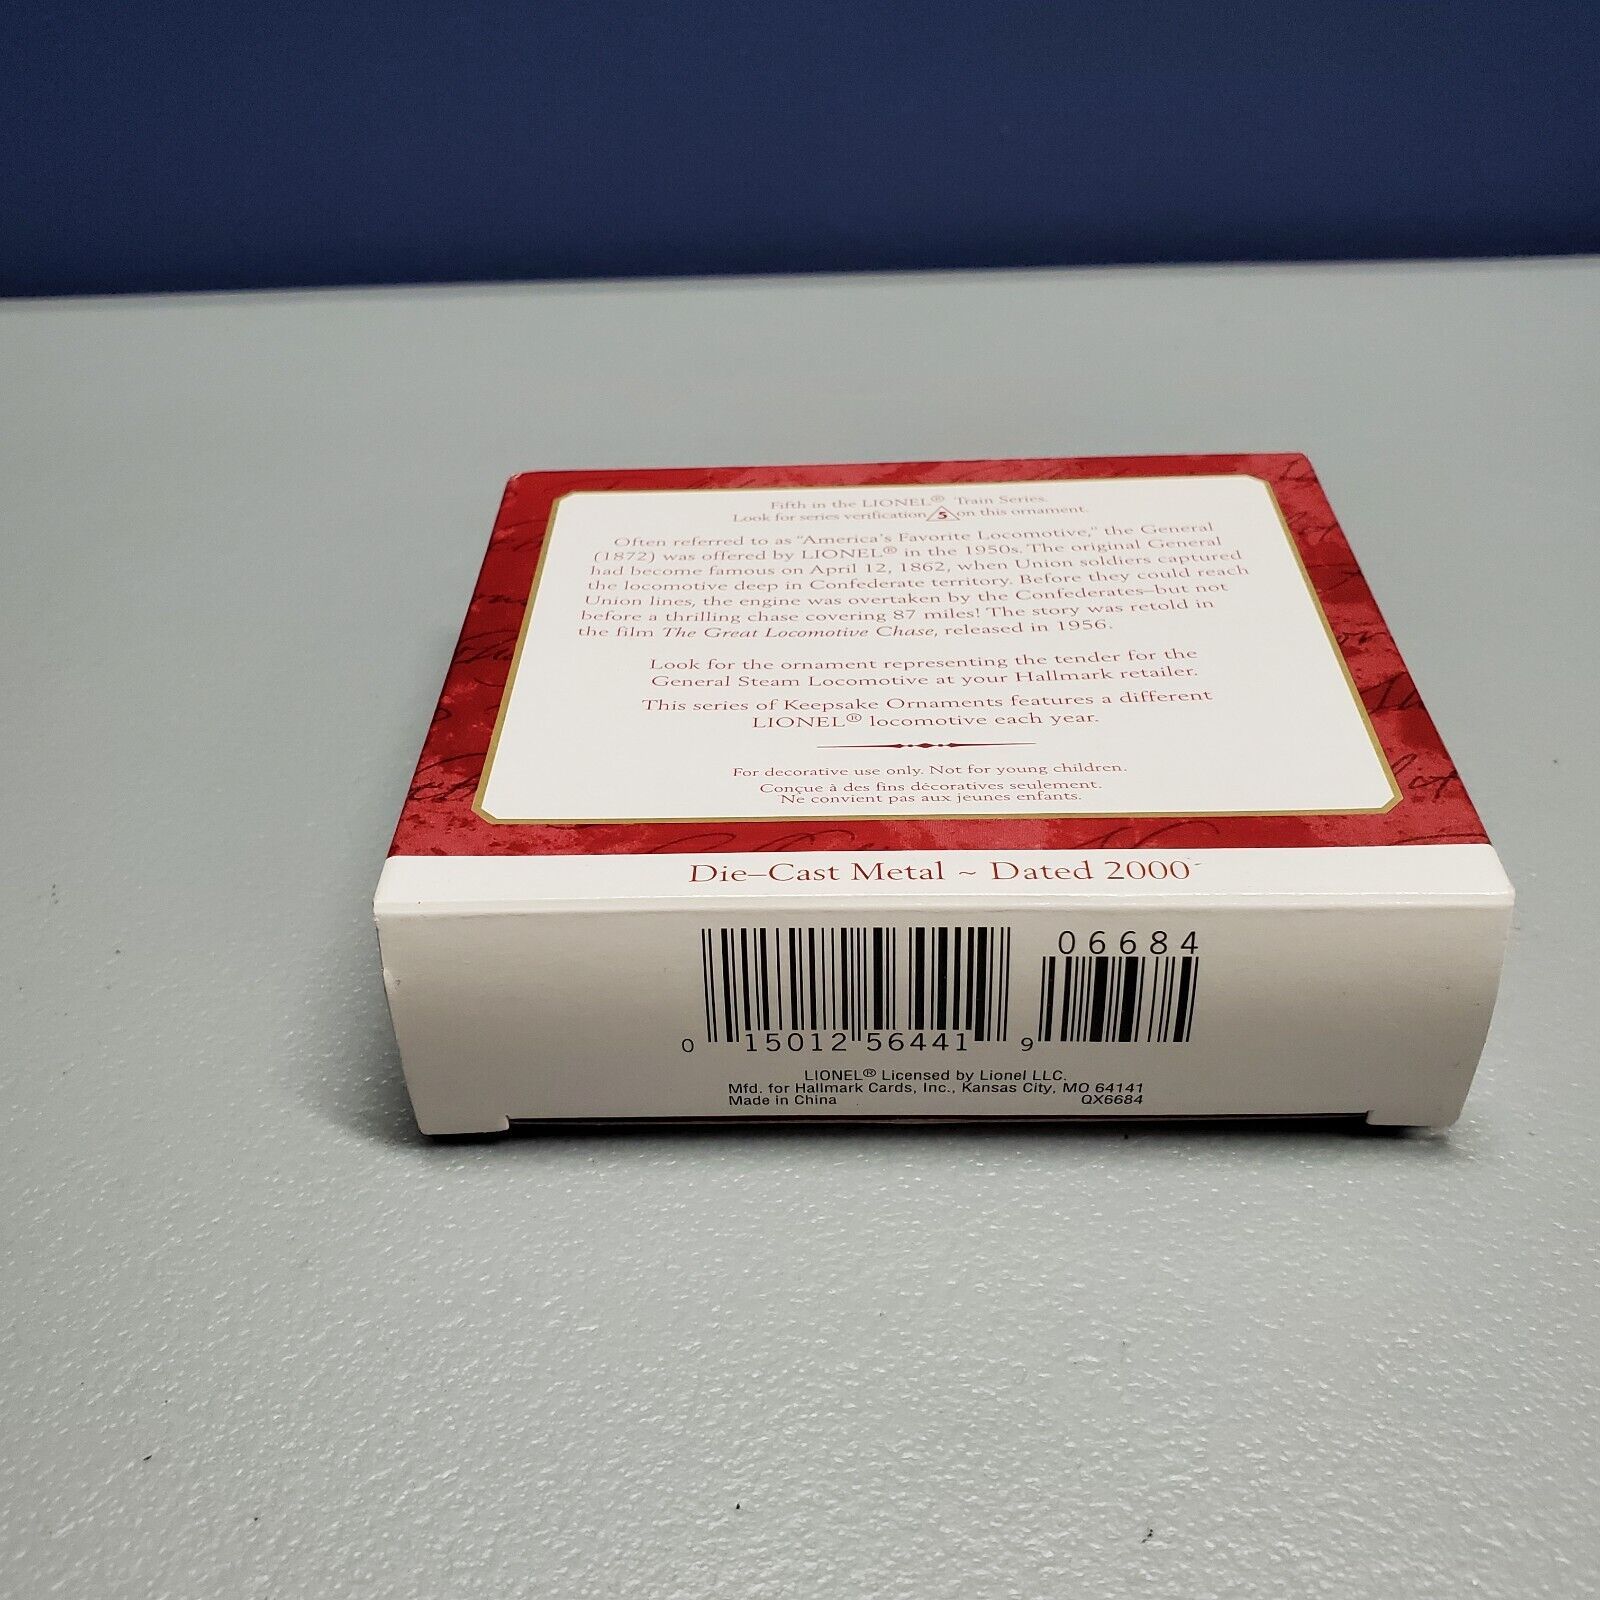 Fifth in the LIONEL® Train Series.
Look for series verification 5 on this ornament.
Often referred to as "America's Favorite Locomotive," the General
(1872) was offered by LIONEL® in the 1950s. The original General
had become famous on April 12, 1862, when Union soldiers captured
the locomotive deep in Confederate territory. Before they could reach
Union lines, the engine was overtaken by the Confederates–but not
before a thrilling chase covering 87 miles! The story was retold in
the film The Great Locomotive Chase, released in 1956.
Look for the ornament representing the tender for the
General Steam Locomotive at your Hallmark retailer.
This series of Keepsake Ornaments features a different
LIONEL® locomotive each year.
For decorative use only. Not for young children.
Conçue à des fins décoratives seulement.
Ne convient pas aux jeunes enfants.
Die–Cast Metal ~ Dated 2000
06684
0 15012 56441 9
LIONEL® Licensed by Lionel LLC.
Mfd. for Hallmark Cards, Inc., Kansas City, MO 64141
Made in China QX6684